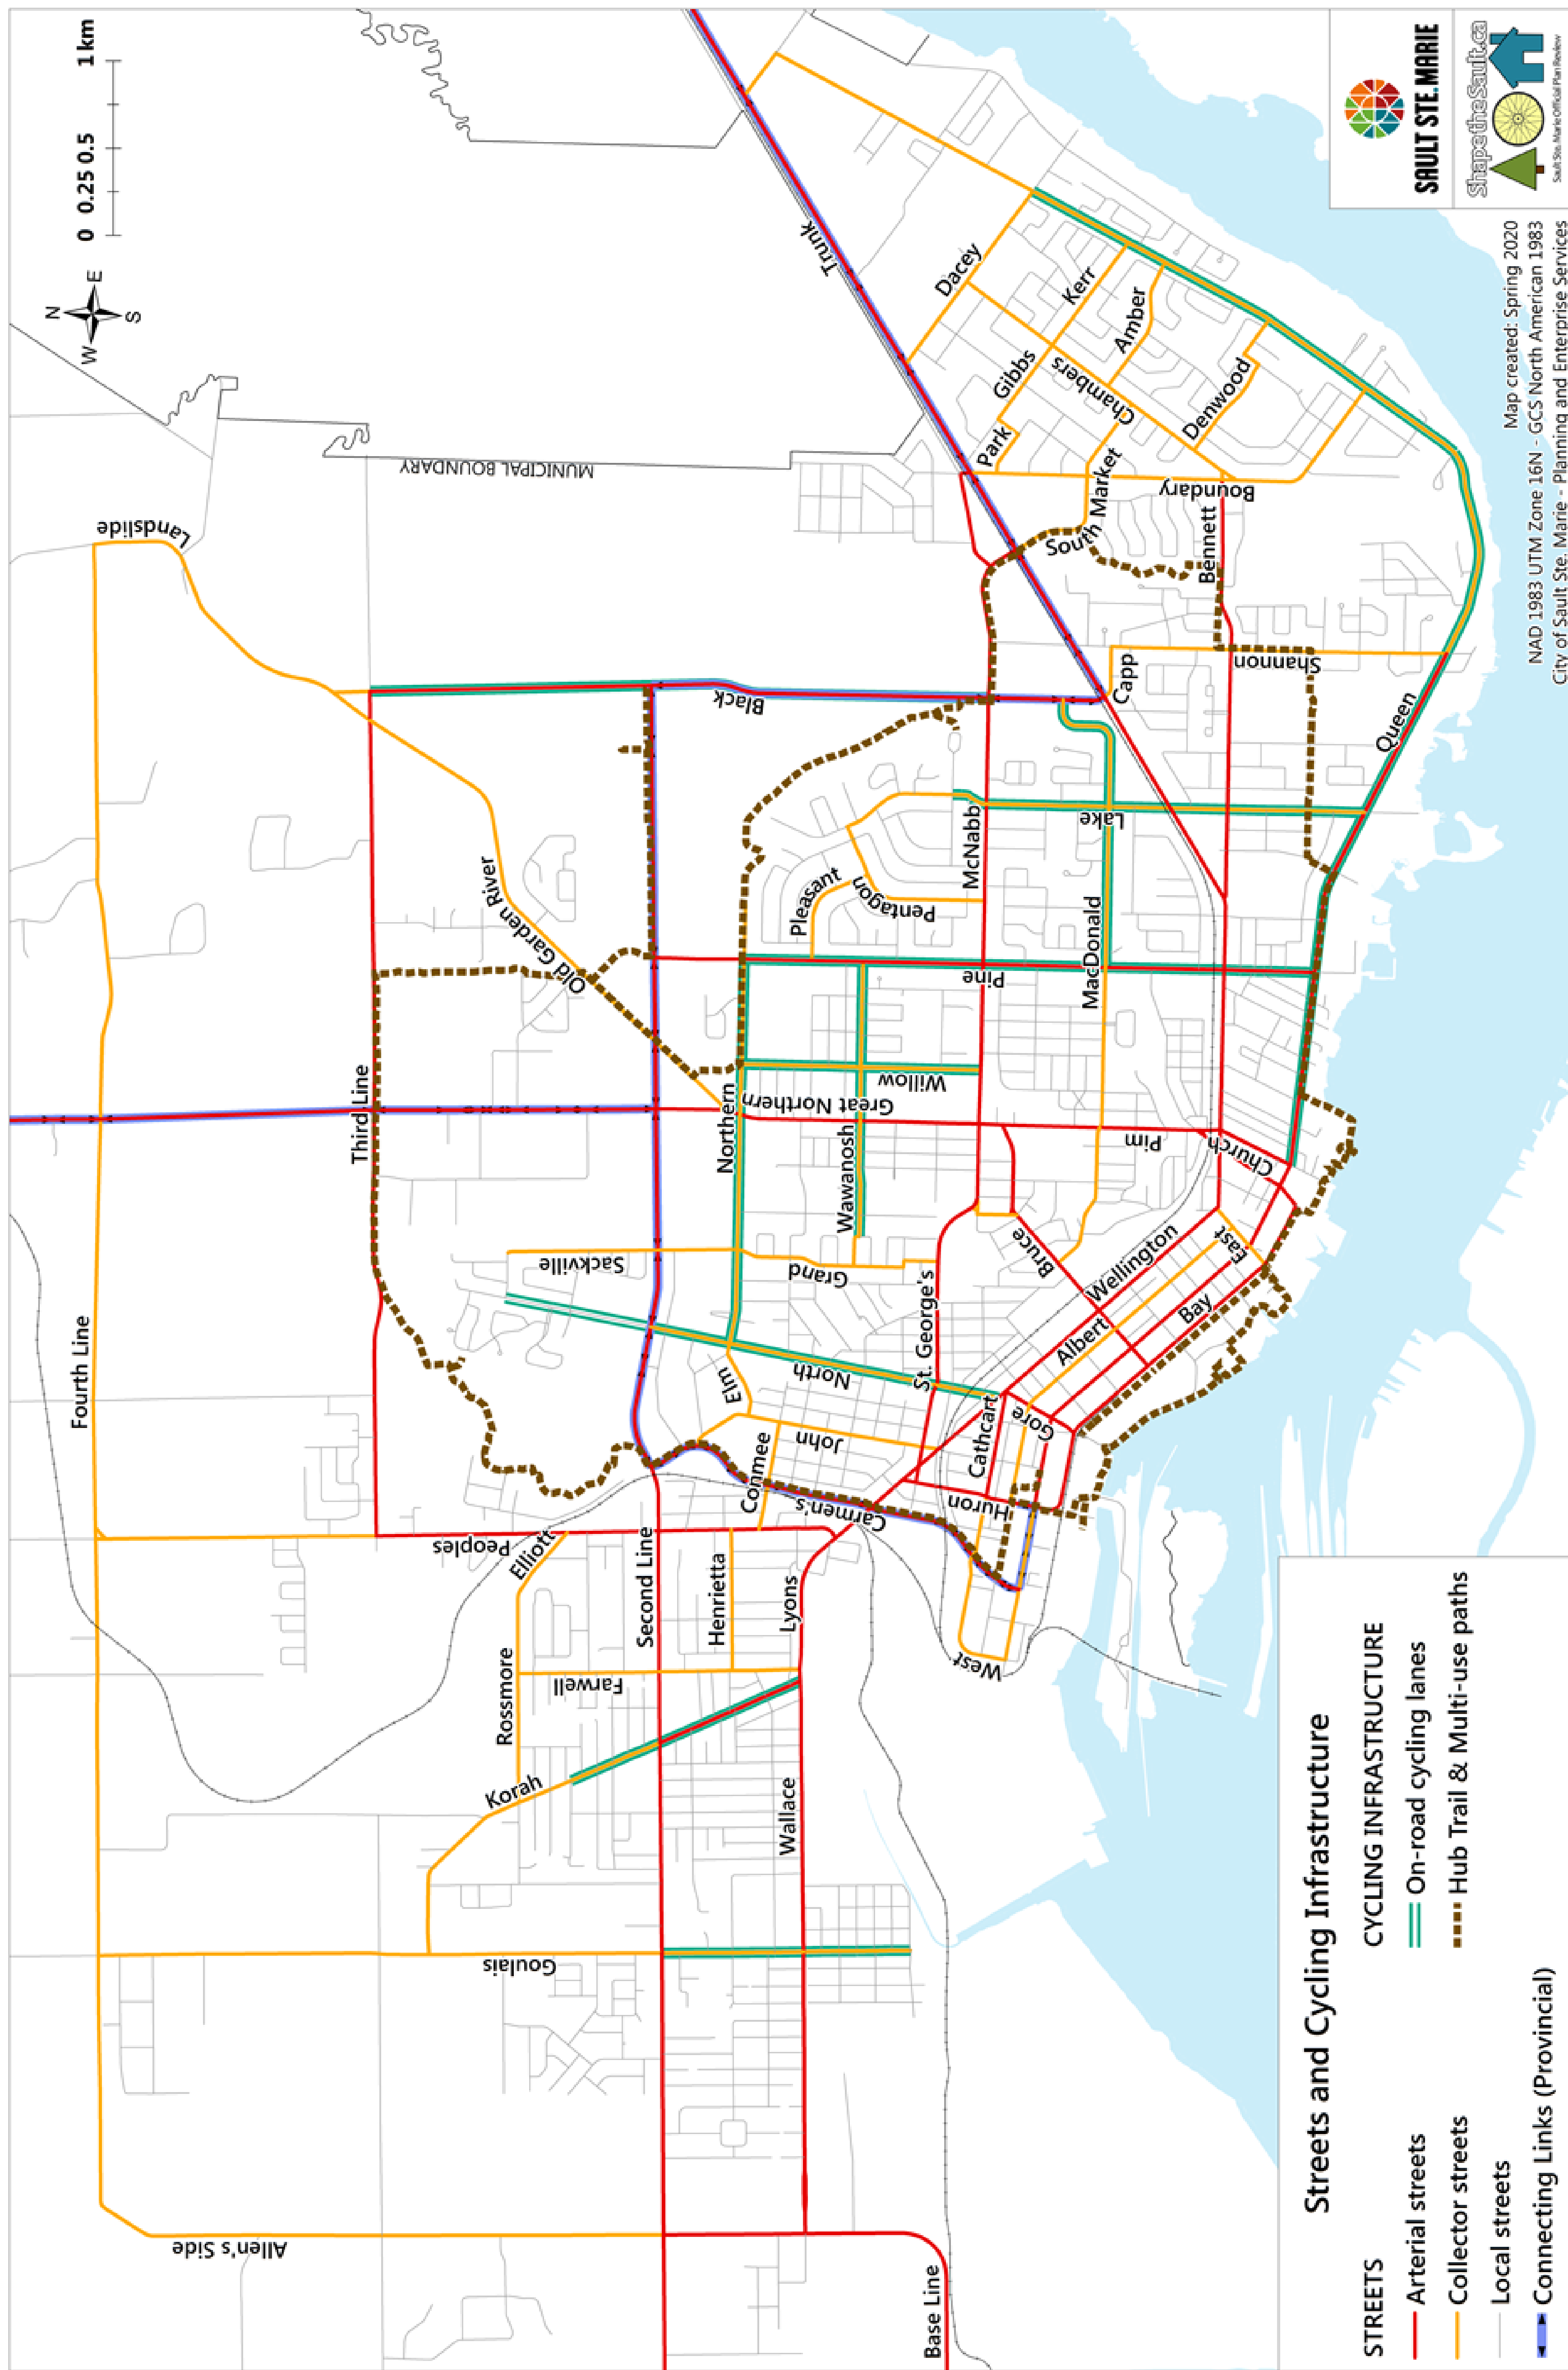 0 0.25 0.5 1 km
N
W E
S
Fourth Line
Landslide
Third Line
MUNICIPAL BOUNDARY
Old Garden River
Allen's Side
Goulais
Korah
Rossmore
Farwell
Elliott
Peoples
Second Line
Sackville
Black
Trunk
Henrietta
Elm
Northern
Great Northern
Pleasant
Pentagon
Wallace
Lyons
Conmee
John
North
Grand
Wawanosh
Willow
Carmen's
St. George's
Pim
Pine
McNabb
MacDonald
Lake
Capp
Dacey
Kerr
Gibbs
Amber
Park
Chambers
Denwood
South Market
Boundary
Bennett
Shannon
Queen
Base Line
West
Huron
Cathcart
Gore
Albert
Wellington
Bruce
Bay
East
Church
Streets and Cycling Infrastructure
STREETS
Arterial streets
Collector streets
Local streets
Connecting Links (Provincial)
CYCLING INFRASTRUCTURE
On-road cycling lanes
Hub Trail & Multi-use paths
Map created: Spring 2020
NAD 1983 UTM Zone 16N - GCS North American 1983
City of Sault Ste. Marie - Planning and Enterprise Services
SAULT STE.MARIE
ShapetheSault.ca
Sault Ste. Marie Official Plan Review